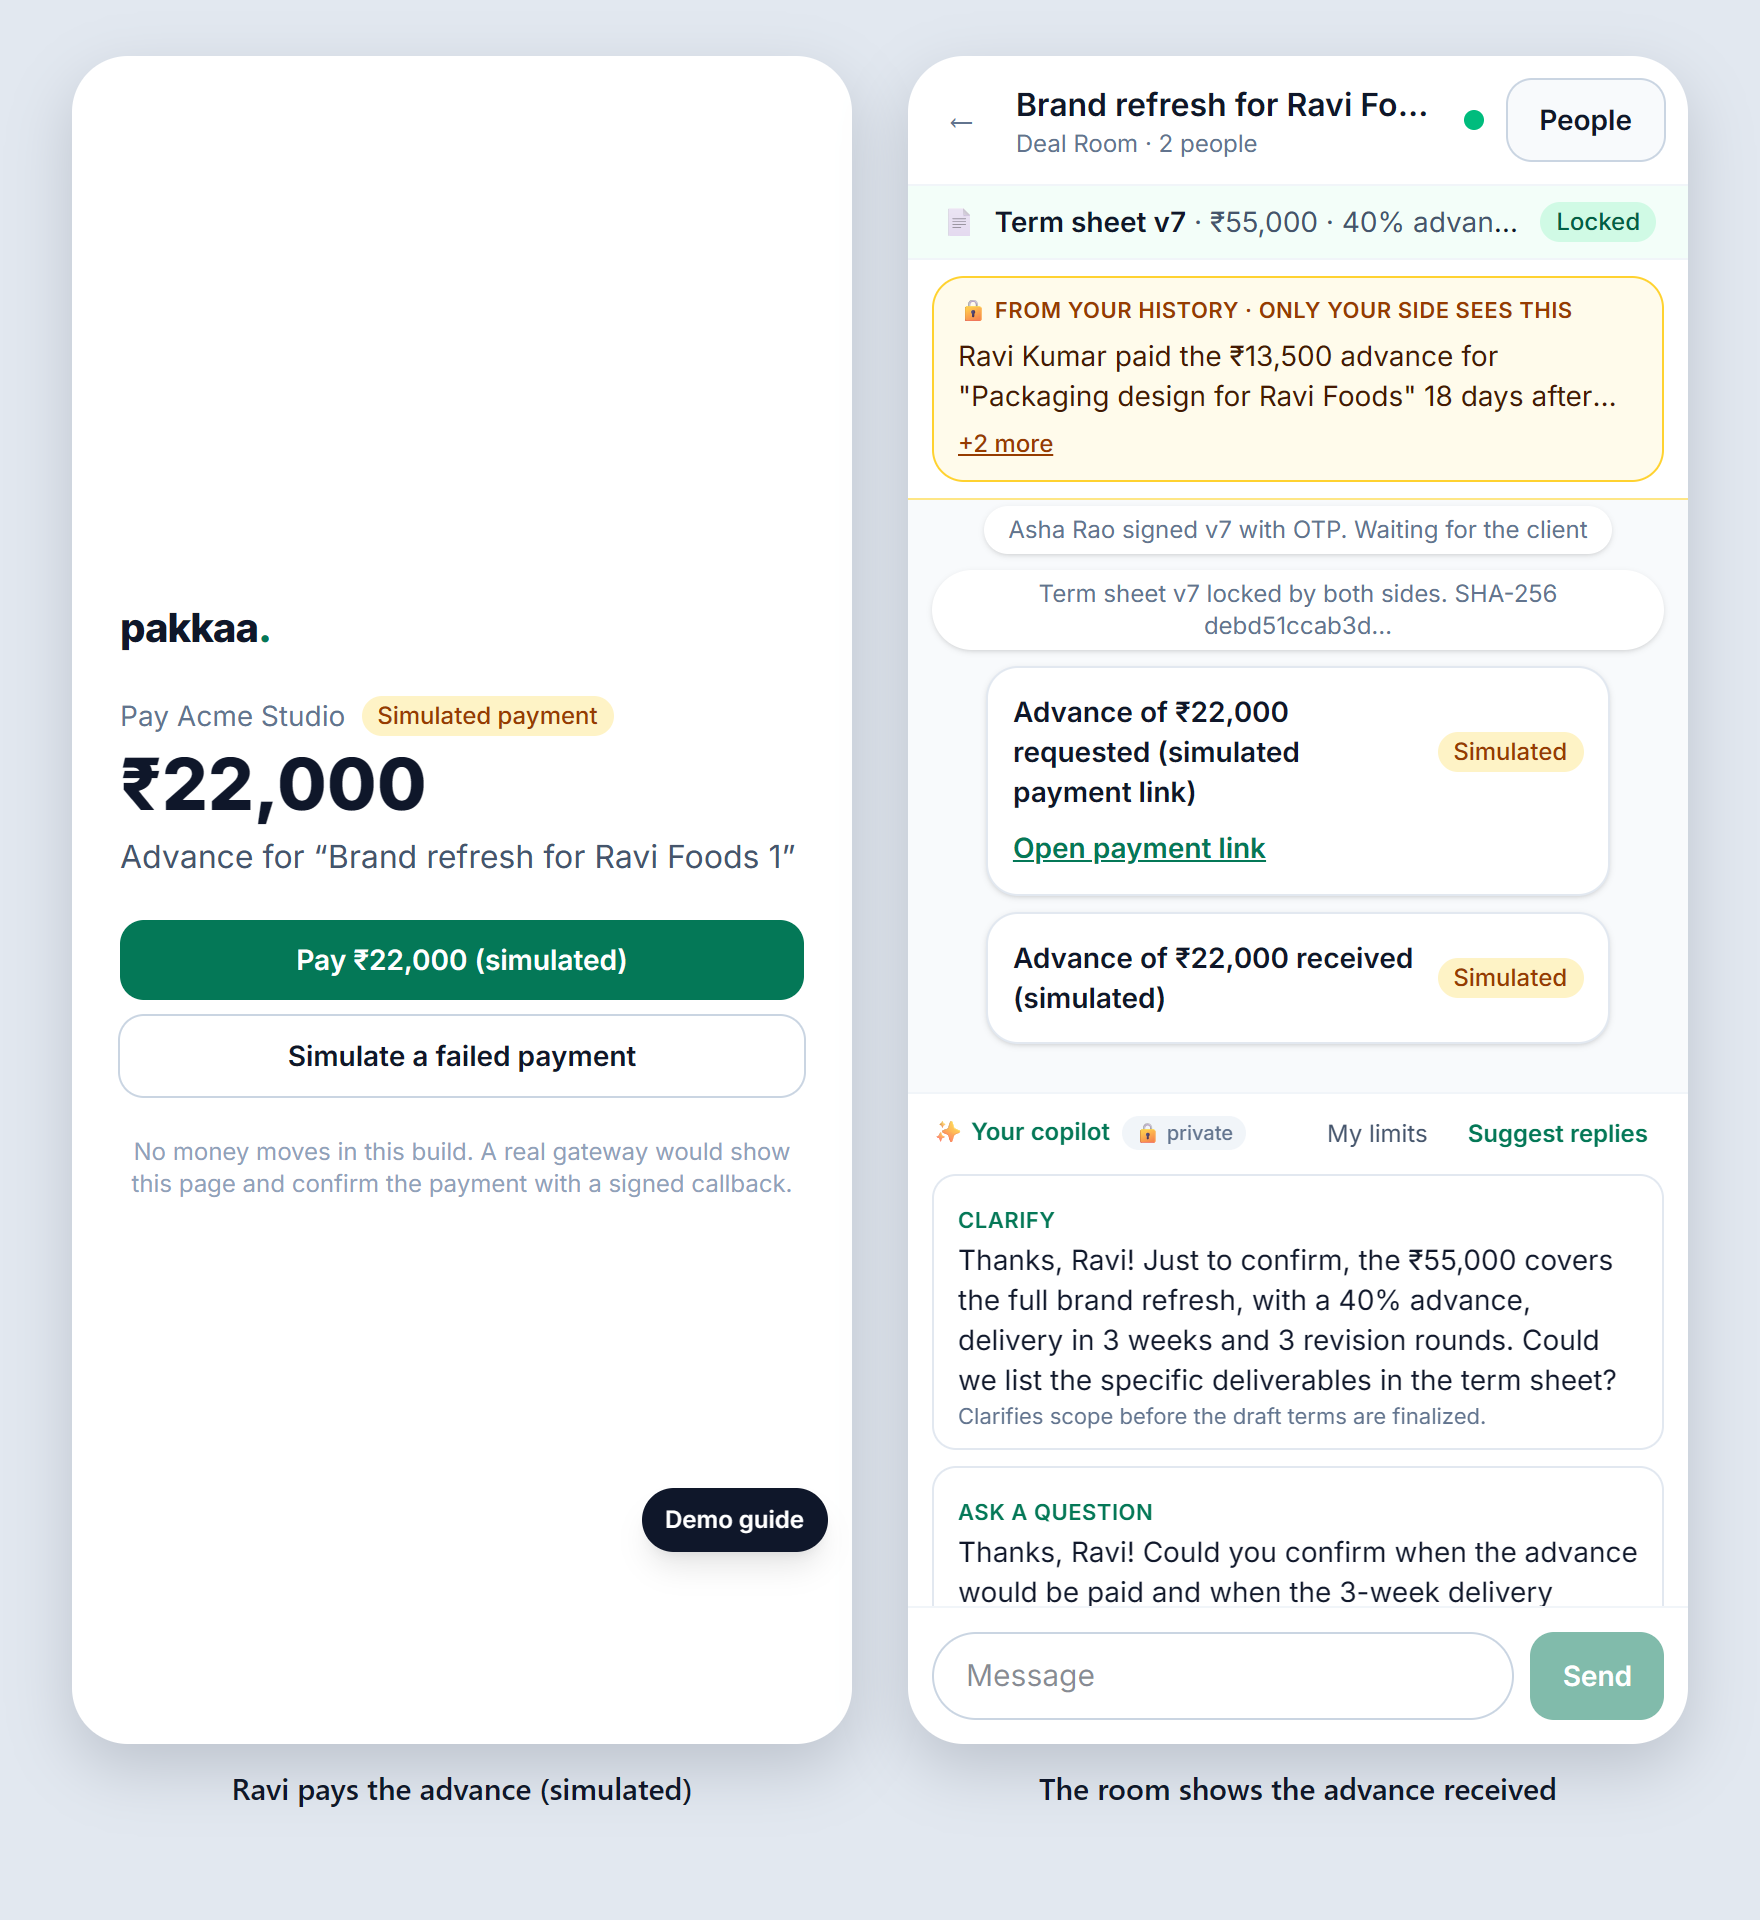 pakkaa.
Pay Acme Studio
Simulated payment
₹22,000
Advance for “Brand refresh for Ravi Foods 1”
Pay ₹22,000 (simulated)
Simulate a failed payment
No money moves in this build. A real gateway would show
this page and confirm the payment with a signed callback.
Demo guide
Ravi pays the advance (simulated)
←
Brand refresh for Ravi Fo...
Deal Room · 2 people
People
Term sheet v7 · ₹55,000 · 40% advan...
Locked
🔒 FROM YOUR HISTORY · ONLY YOUR SIDE SEES THIS
Ravi Kumar paid the ₹13,500 advance for
"Packaging design for Ravi Foods" 18 days after...
+2 more
Asha Rao signed v7 with OTP. Waiting for the client
Term sheet v7 locked by both sides. SHA-256
debd51ccab3d...
Advance of ₹22,000
requested (simulated
payment link)
Simulated
Open payment link
Advance of ₹22,000 received
(simulated)
Simulated
✨ Your copilot
🔒 private
My limits
Suggest replies
CLARIFY
Thanks, Ravi! Just to confirm, the ₹55,000 covers
the full brand refresh, with a 40% advance,
delivery in 3 weeks and 3 revision rounds. Could
we list the specific deliverables in the term sheet?
Clarifies scope before the draft terms are finalized.
ASK A QUESTION
Thanks, Ravi! Could you confirm when the advance
would be paid and when the 3-week delivery
Message
Send
The room shows the advance received